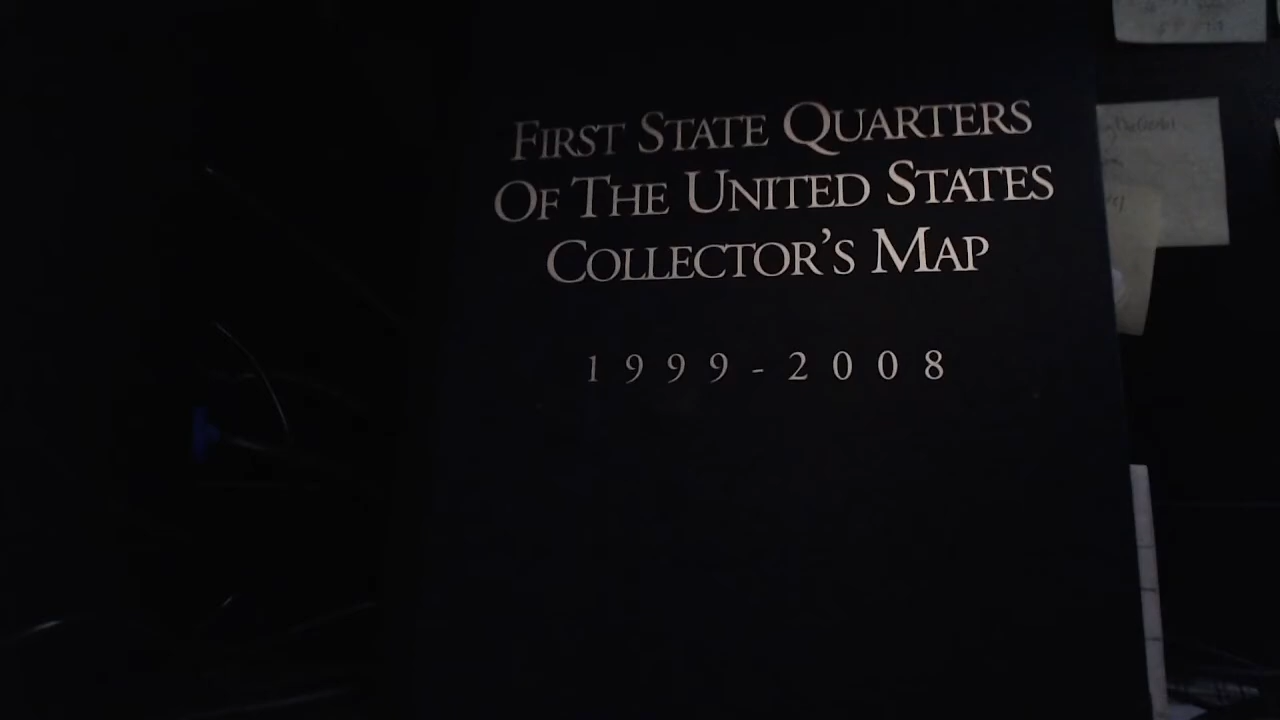 FIRST STATE QUARTERS
OF THE UNITED STATES
COLLECTOR'S MAP
1999-2008